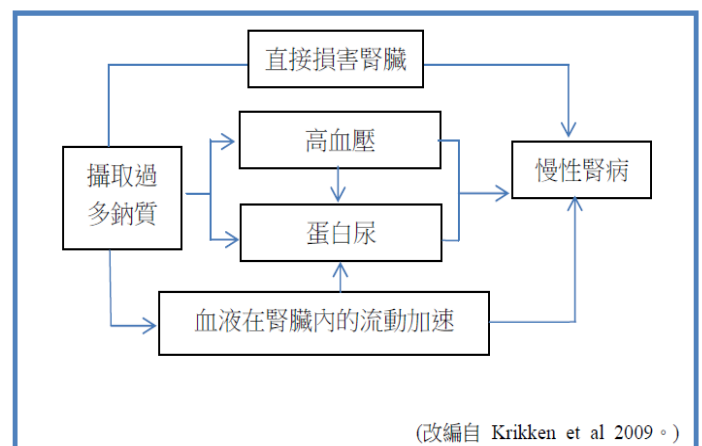 直接損害腎臟
高血壓
攝取過
多鈉質
慢性腎病
蛋白尿
血液在腎臟內的流動加速
(改編自 Krikken et al 2009。)